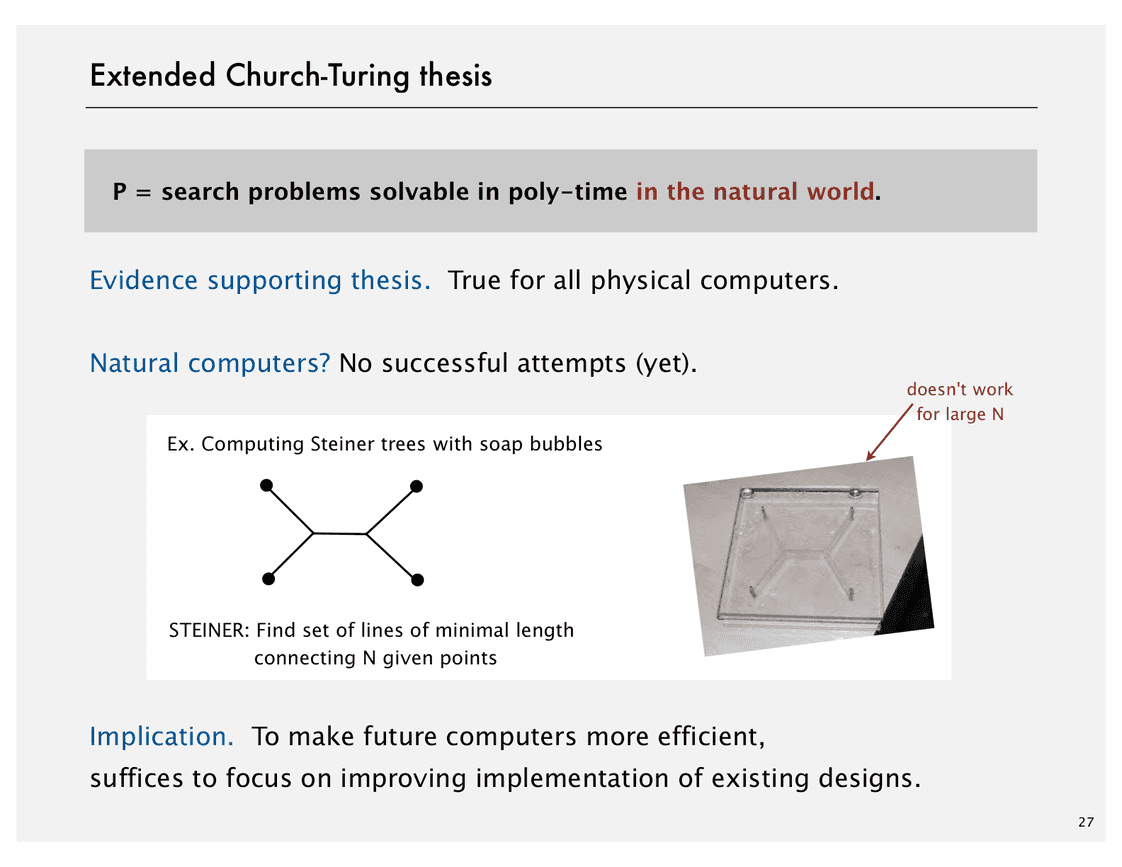 Extended Church-Turing thesis
P = search problems solvable in poly-time in the natural world.
Evidence supporting thesis. True for all physical computers.
Natural computers? No successful attempts (yet).
doesn't work
for large N
Ex. Computing Steiner trees with soap bubbles
STEINER: Find set of lines of minimal length
connecting N given points
Implication. To make future computers more efficient,
suffices to focus on improving implementation of existing designs.
27